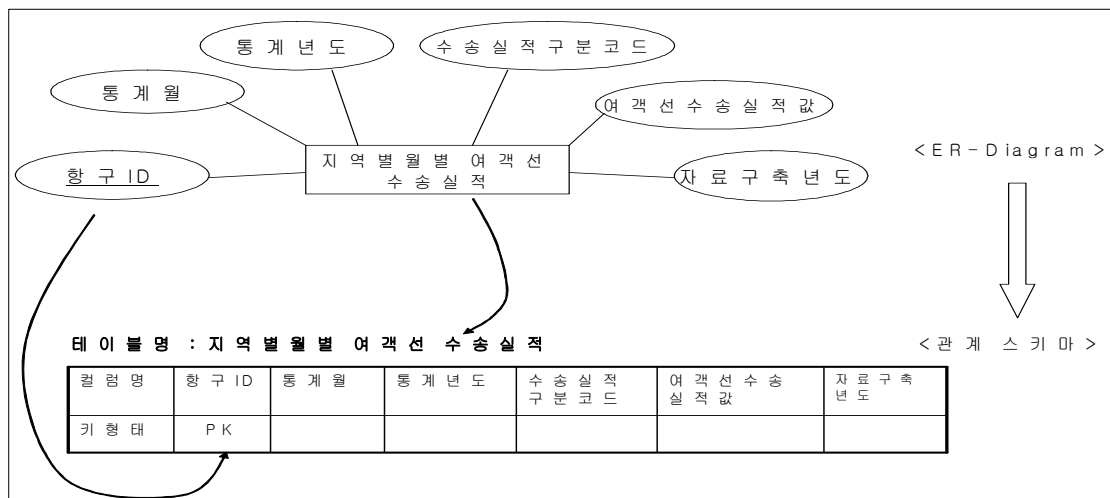 통계년도
수송실적구분코드
통계월
여객선수송실적값
지역별월별 여객선
수송실적
<ER-Diagram>
항구ID
자료구축년도
테이블명 : 지역별월별 여객선 수송실적
<관계 스키마>
컬럼명
항구ID
통계월
통계년도
수송실적
구분코드
여객선수송
실적값
자료구축
년도
키형태
PK